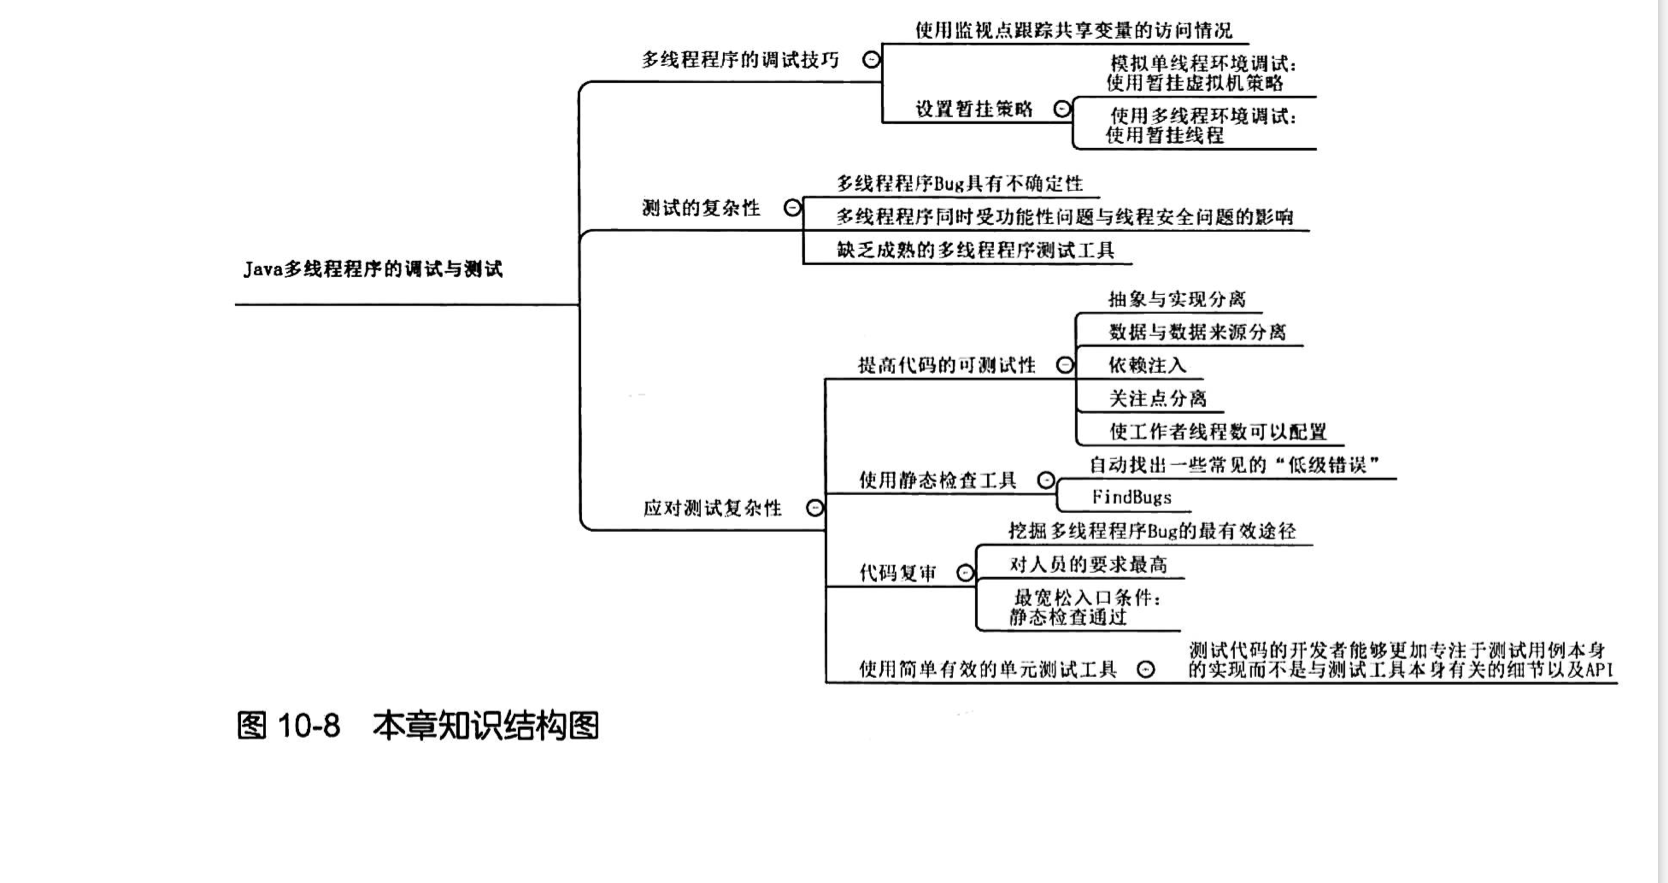 使用监视点跟踪共享变量的访问情况
多线程程序的调试技巧
模拟单线程环境调试：
使用暂挂虚拟机策略
设置暂挂策略
使用多线程环境调试：
使用暂挂线程
多线程程序Bug具有不确定性
测试的复杂性
多线程程序同时受功能性问题与线程安全问题的影响
缺乏成熟的多线程程序测试工具
Java多线程程序的调试与测试
抽象与实现分离
数据与数据来源分离
提高代码的可测试性
依赖注入
关注点分离
使工作者线程数可以配置
自动找出一些常见的“低级错误”
使用静态检查工具
FindBugs
应对测试复杂性
挖掘多线程程序Bug的最有效途径
代码复审
对人员的要求最高
最宽松入口条件：
静态检查通过
使用简单有效的单元测试工具
测试代码的开发者能够更加专注于测试用例本身
的实现而不是与测试工具本身有关的细节以及API
图 10-8 本章知识结构图